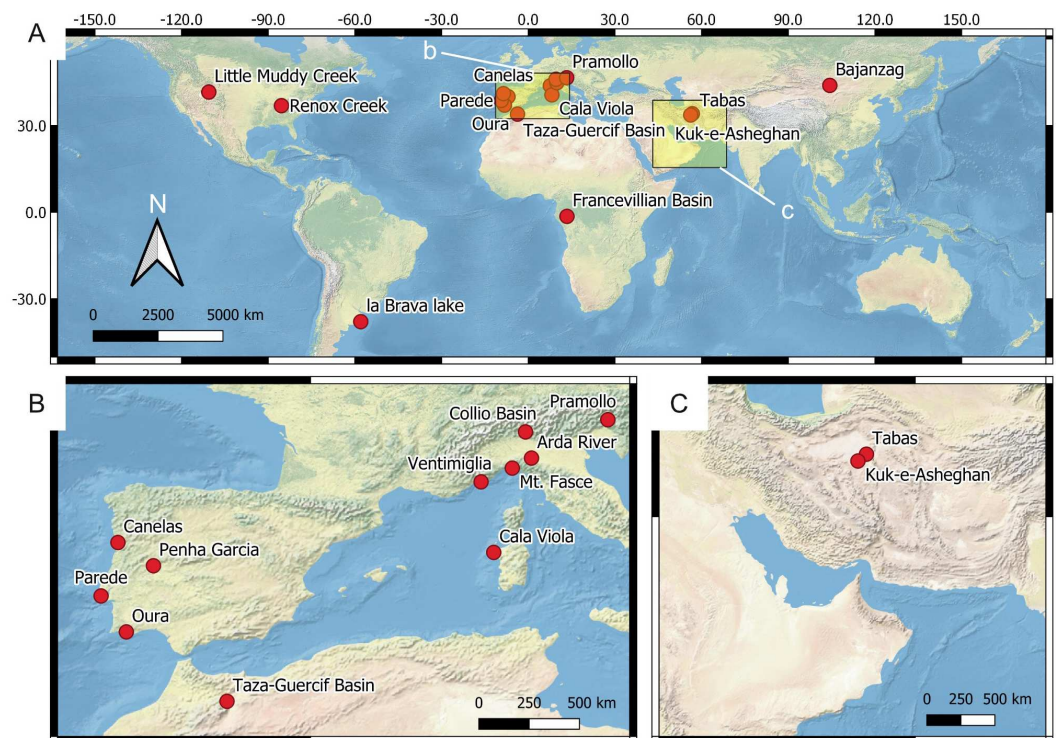 A
-150.0 -120.0 -90.0 -60.0 -30.0 0.0 30.0 60.0 90.0 120.0 150.0
b
Pramollo
Little Muddy Creek
Canelas
Bajanzag
Renox Creek
Parede
Cala Viola
Tabas
30.0
Oura
Taza-Guercif Basin
Kuk-e-Asheghan
N
Francevillian Basin
c
0.0
-30.0
la Brava lake
0 2500 5000 km
B
Pramollo
Collio Basin
Arda River
Ventimiglia
Mt. Fasce
Canelas
Penha Garcia
Cala Viola
Parede
Oura
Taza-Guercif Basin
0 250 500 km
C
Tabas
Kuk-e-Asheghan
0 250 500 km